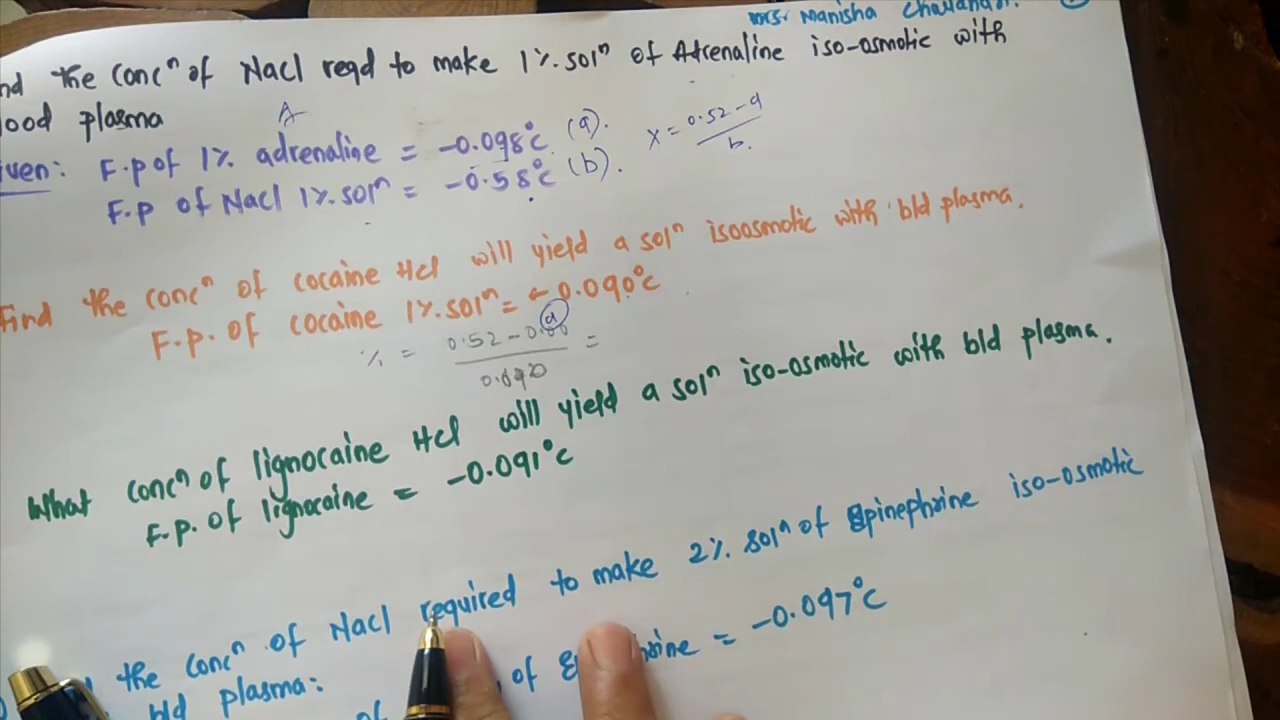 Mrs. Manisha
nd the concⁿ of Nacl reqd to make 1%. solⁿ of Adrenaline iso-osmotic with
lood plasma
A
iven: F.p of 1% adrenaline = -0.098°c (a).
F.p of Nacl 1%.solⁿ = -0.58°c (b).
x = 0.52-a
b.
Find the concⁿ of cocaine Hcl will yield a solⁿ isoosmotic with bld plasma.
F.p. of cocaine 1%.solⁿ = -0.090°c
% = 0.52-0.00 =
a
0.090
What concⁿ of lignocaine Hcl will yield a solⁿ iso-osmotic with bld plasma.
F.p. of lignocaine = -0.091°c
the concⁿ of Nacl required to make 2%. solⁿ of Epinephrine iso-osmotic
bld plasma:
of = -0.097°c
of